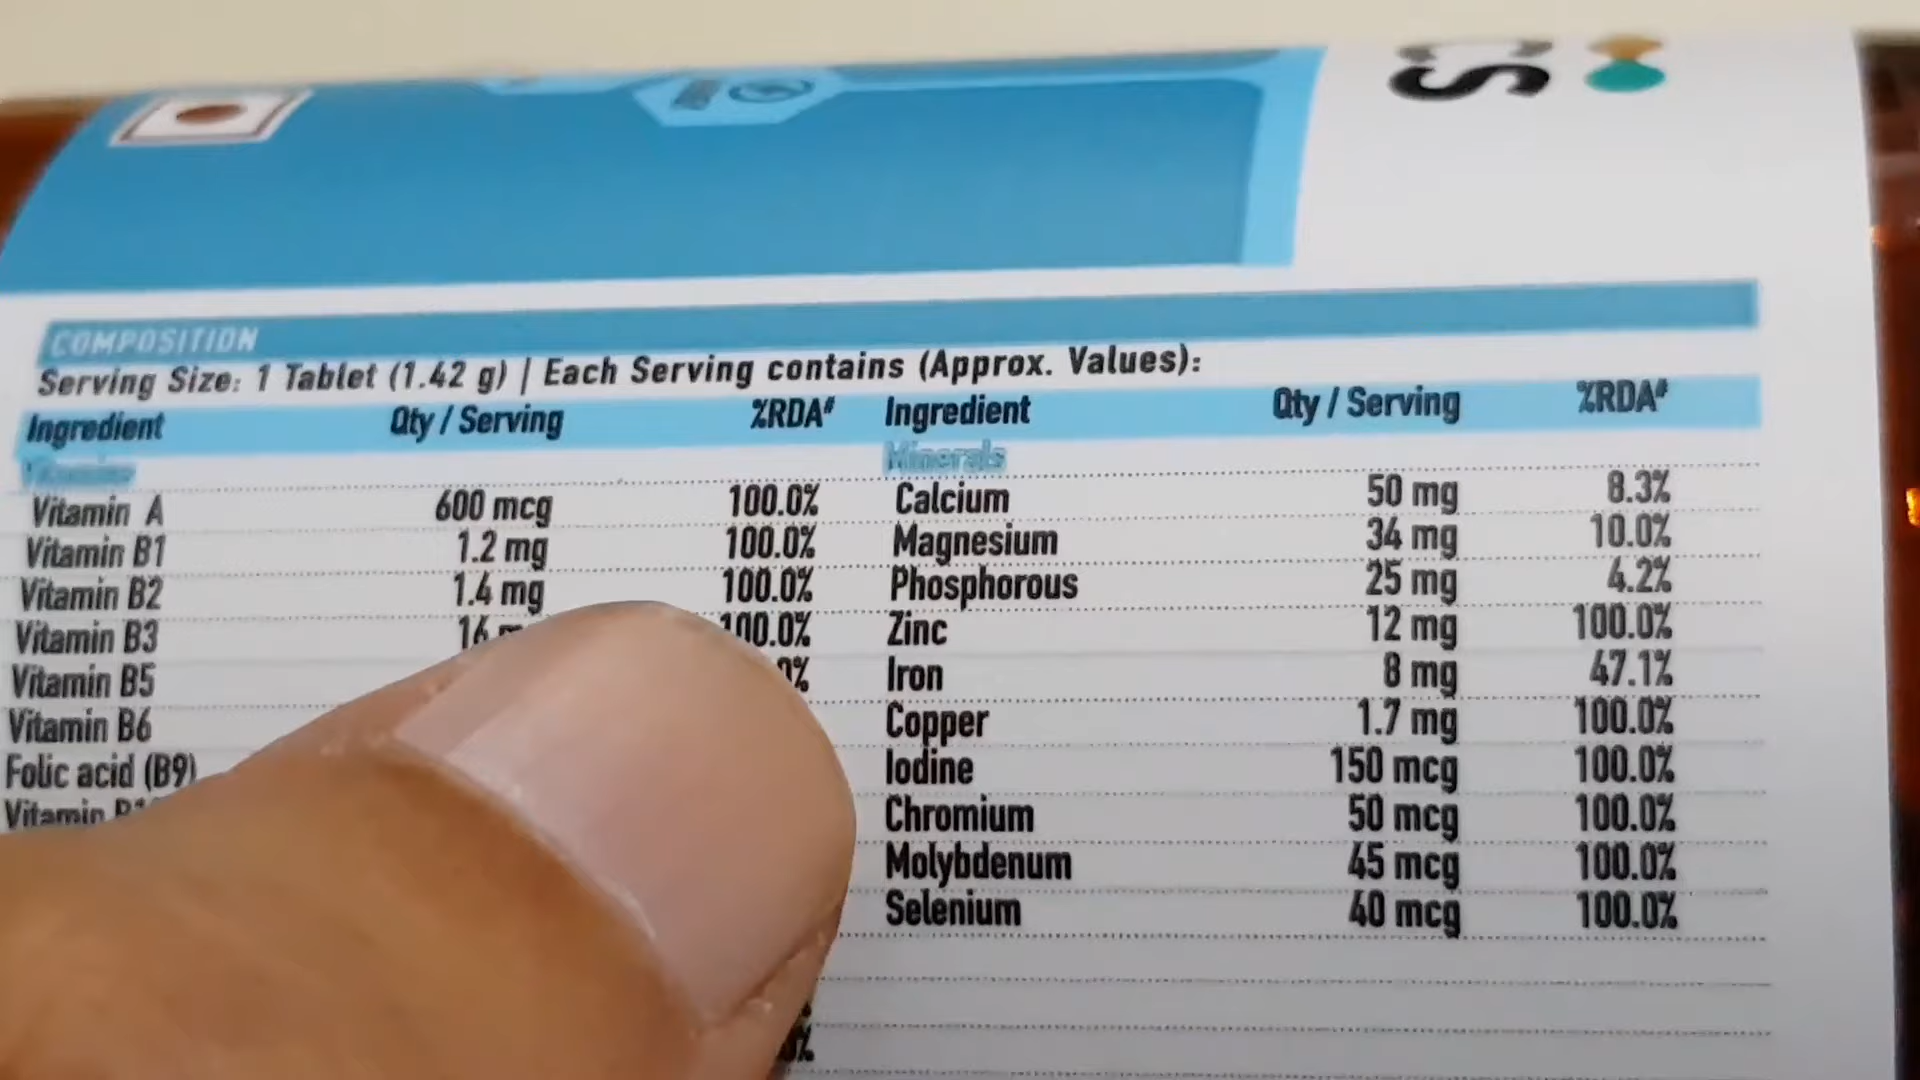 COMPOSITION
Serving Size: 1 Tablet (1.42 g) | Each Serving contains (Approx. Values):
Ingredient Qty / Serving %RDA# Ingredient Qty / Serving %RDA#
Vitamins Minerals
Vitamin A 600 mcg 100.0% Calcium 50 mg 8.3%
Vitamin B1 1.2 mg 100.0% Magnesium 34 mg 10.0%
Vitamin B2 1.4 mg 100.0% Phosphorous 25 mg 4.2%
Vitamin B3 16 100.0% Zinc 12 mg 100.0%
Vitamin B5 Iron 8 mg 47.1%
Vitamin B6 Copper 1.7 mg 100.0%
Folic acid (B9) Iodine 150 mcg 100.0%
Vitamin Chromium 50 mcg 100.0%
Molybdenum 45 mcg 100.0%
Selenium 40 mcg 100.0%